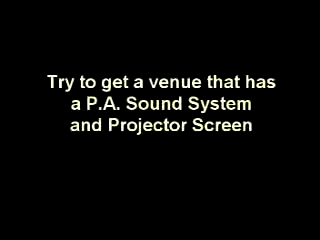 Try to get a venue that has
a P.A. Sound System
and Projector Screen